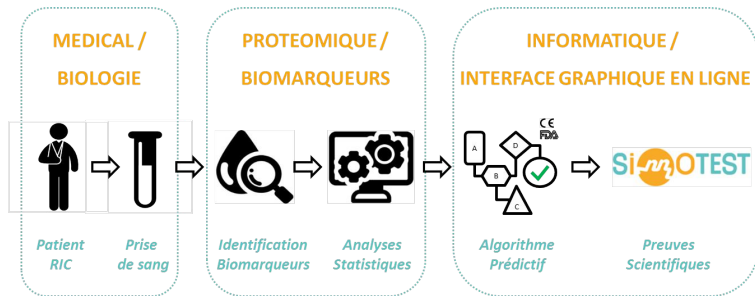 MEDICAL /
BIOLOGIE
PROTEOMIQUE /
BIOMARQUEURS
INFORMATIQUE /
INTERFACE GRAPHIQUE EN LIGNE
CE
FDA
A
D
B
C
SiMOTEST
Patient
RIC
Prise
de sang
Identification
Biomarqueurs
Analyses
Statistiques
Algorithme
Prédictif
Preuves
Scientifiques